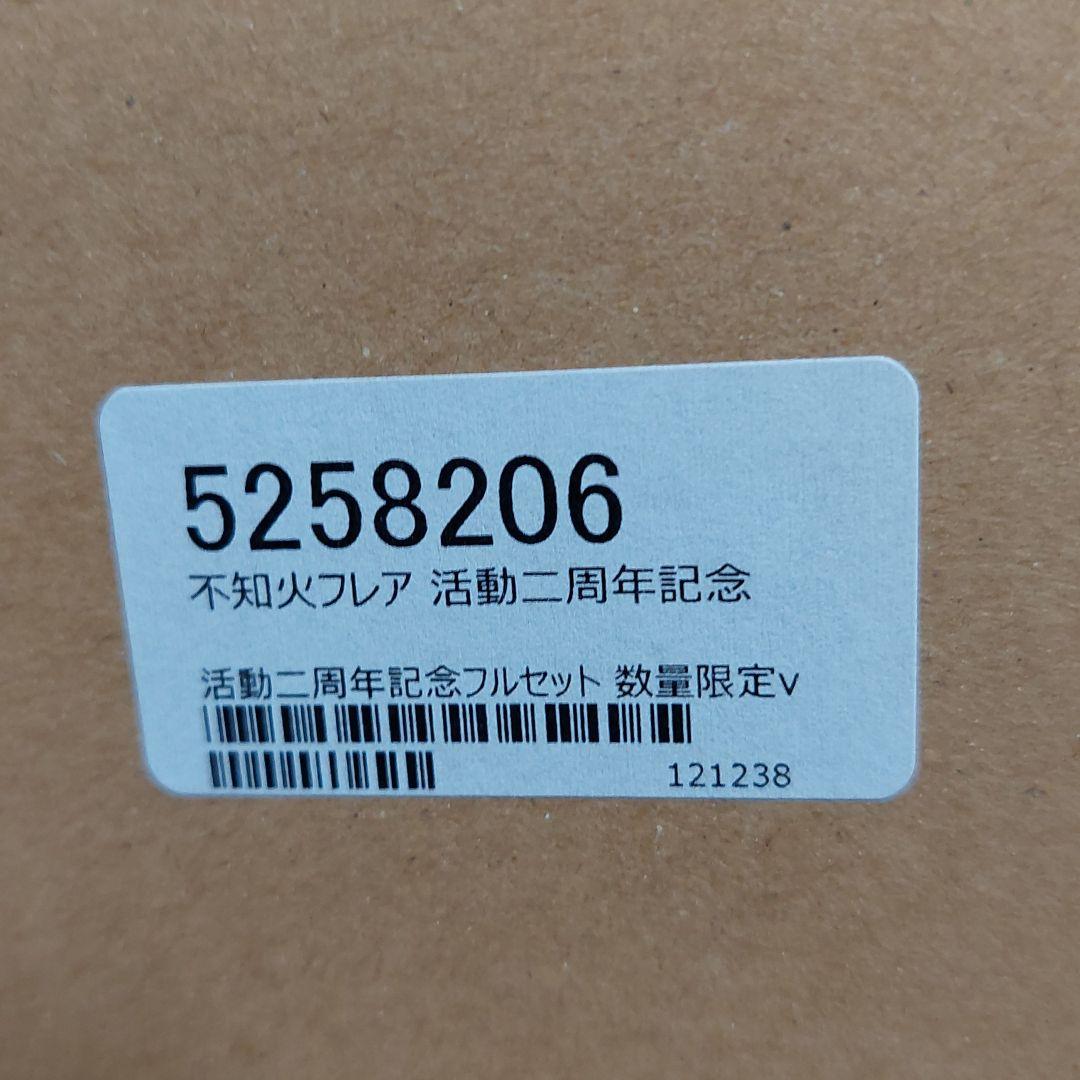 5258206
不知火フレア 活動二周年記念
活動二周年記念フルセット 数量限定v
121238